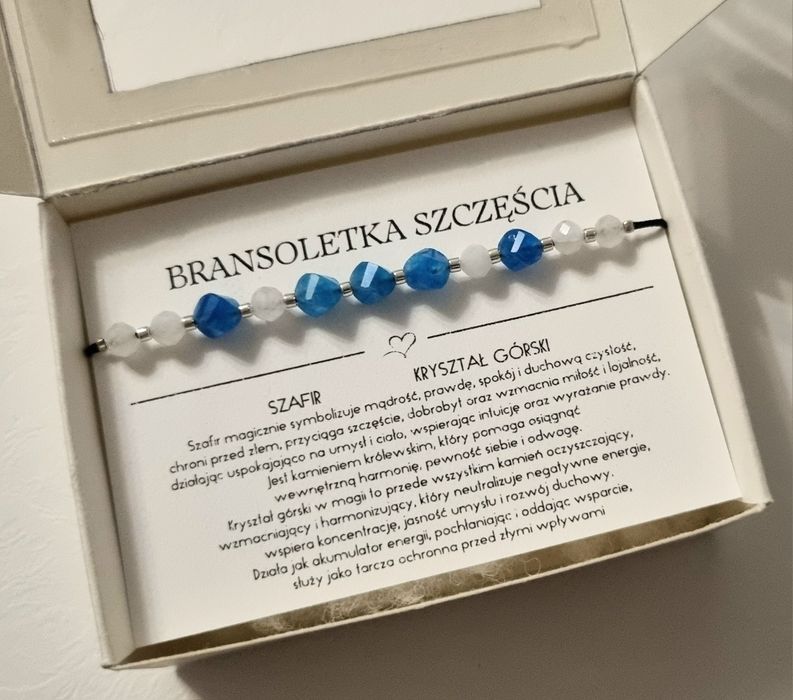 BRANSOLETKA SZCZĘŚCIA
SZAFIR
KRYSZTAŁ GÓRSKI
Szafir magicznie symbolizuje mądrość, prawdę, spokój i duchową czystość,
chroni przed złem, przyciąga szczęście, dobrobyt oraz wzmacnia miłość i lojalność,
działając uspokajająco na umysł i ciało, wspierając intuicję oraz wyrażanie prawdy.
Jest kamieniem królewskim, który pomaga osiągnąć
wewnętrzną harmonię, pewność siebie i odwagę.
Kryształ górski w magii to przede wszystkim kamień oczyszczający,
wzmacniający i harmonizujący, który neutralizuje negatywne energie,
wspiera koncentrację, jasność umysłu i rozwój duchowy.
Działa jak akumulator energii, pochłaniając i oddając wsparcie,
służy jako tarcza ochronna przed złymi wpływami